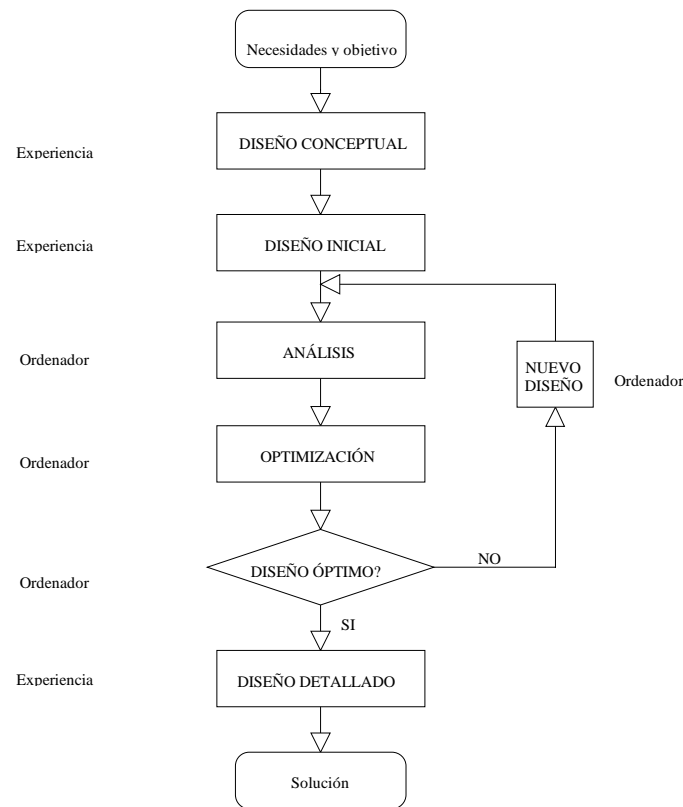 Necesidades y objetivo
Experiencia
DISEÑO CONCEPTUAL
Experiencia
DISEÑO INICIAL
Ordenador
ANÁLISIS
NUEVO
DISEÑO
Ordenador
Ordenador
OPTIMIZACIÓN
Ordenador
DISEÑO ÓPTIMO?
NO
SI
Experiencia
DISEÑO DETALLADO
Solución